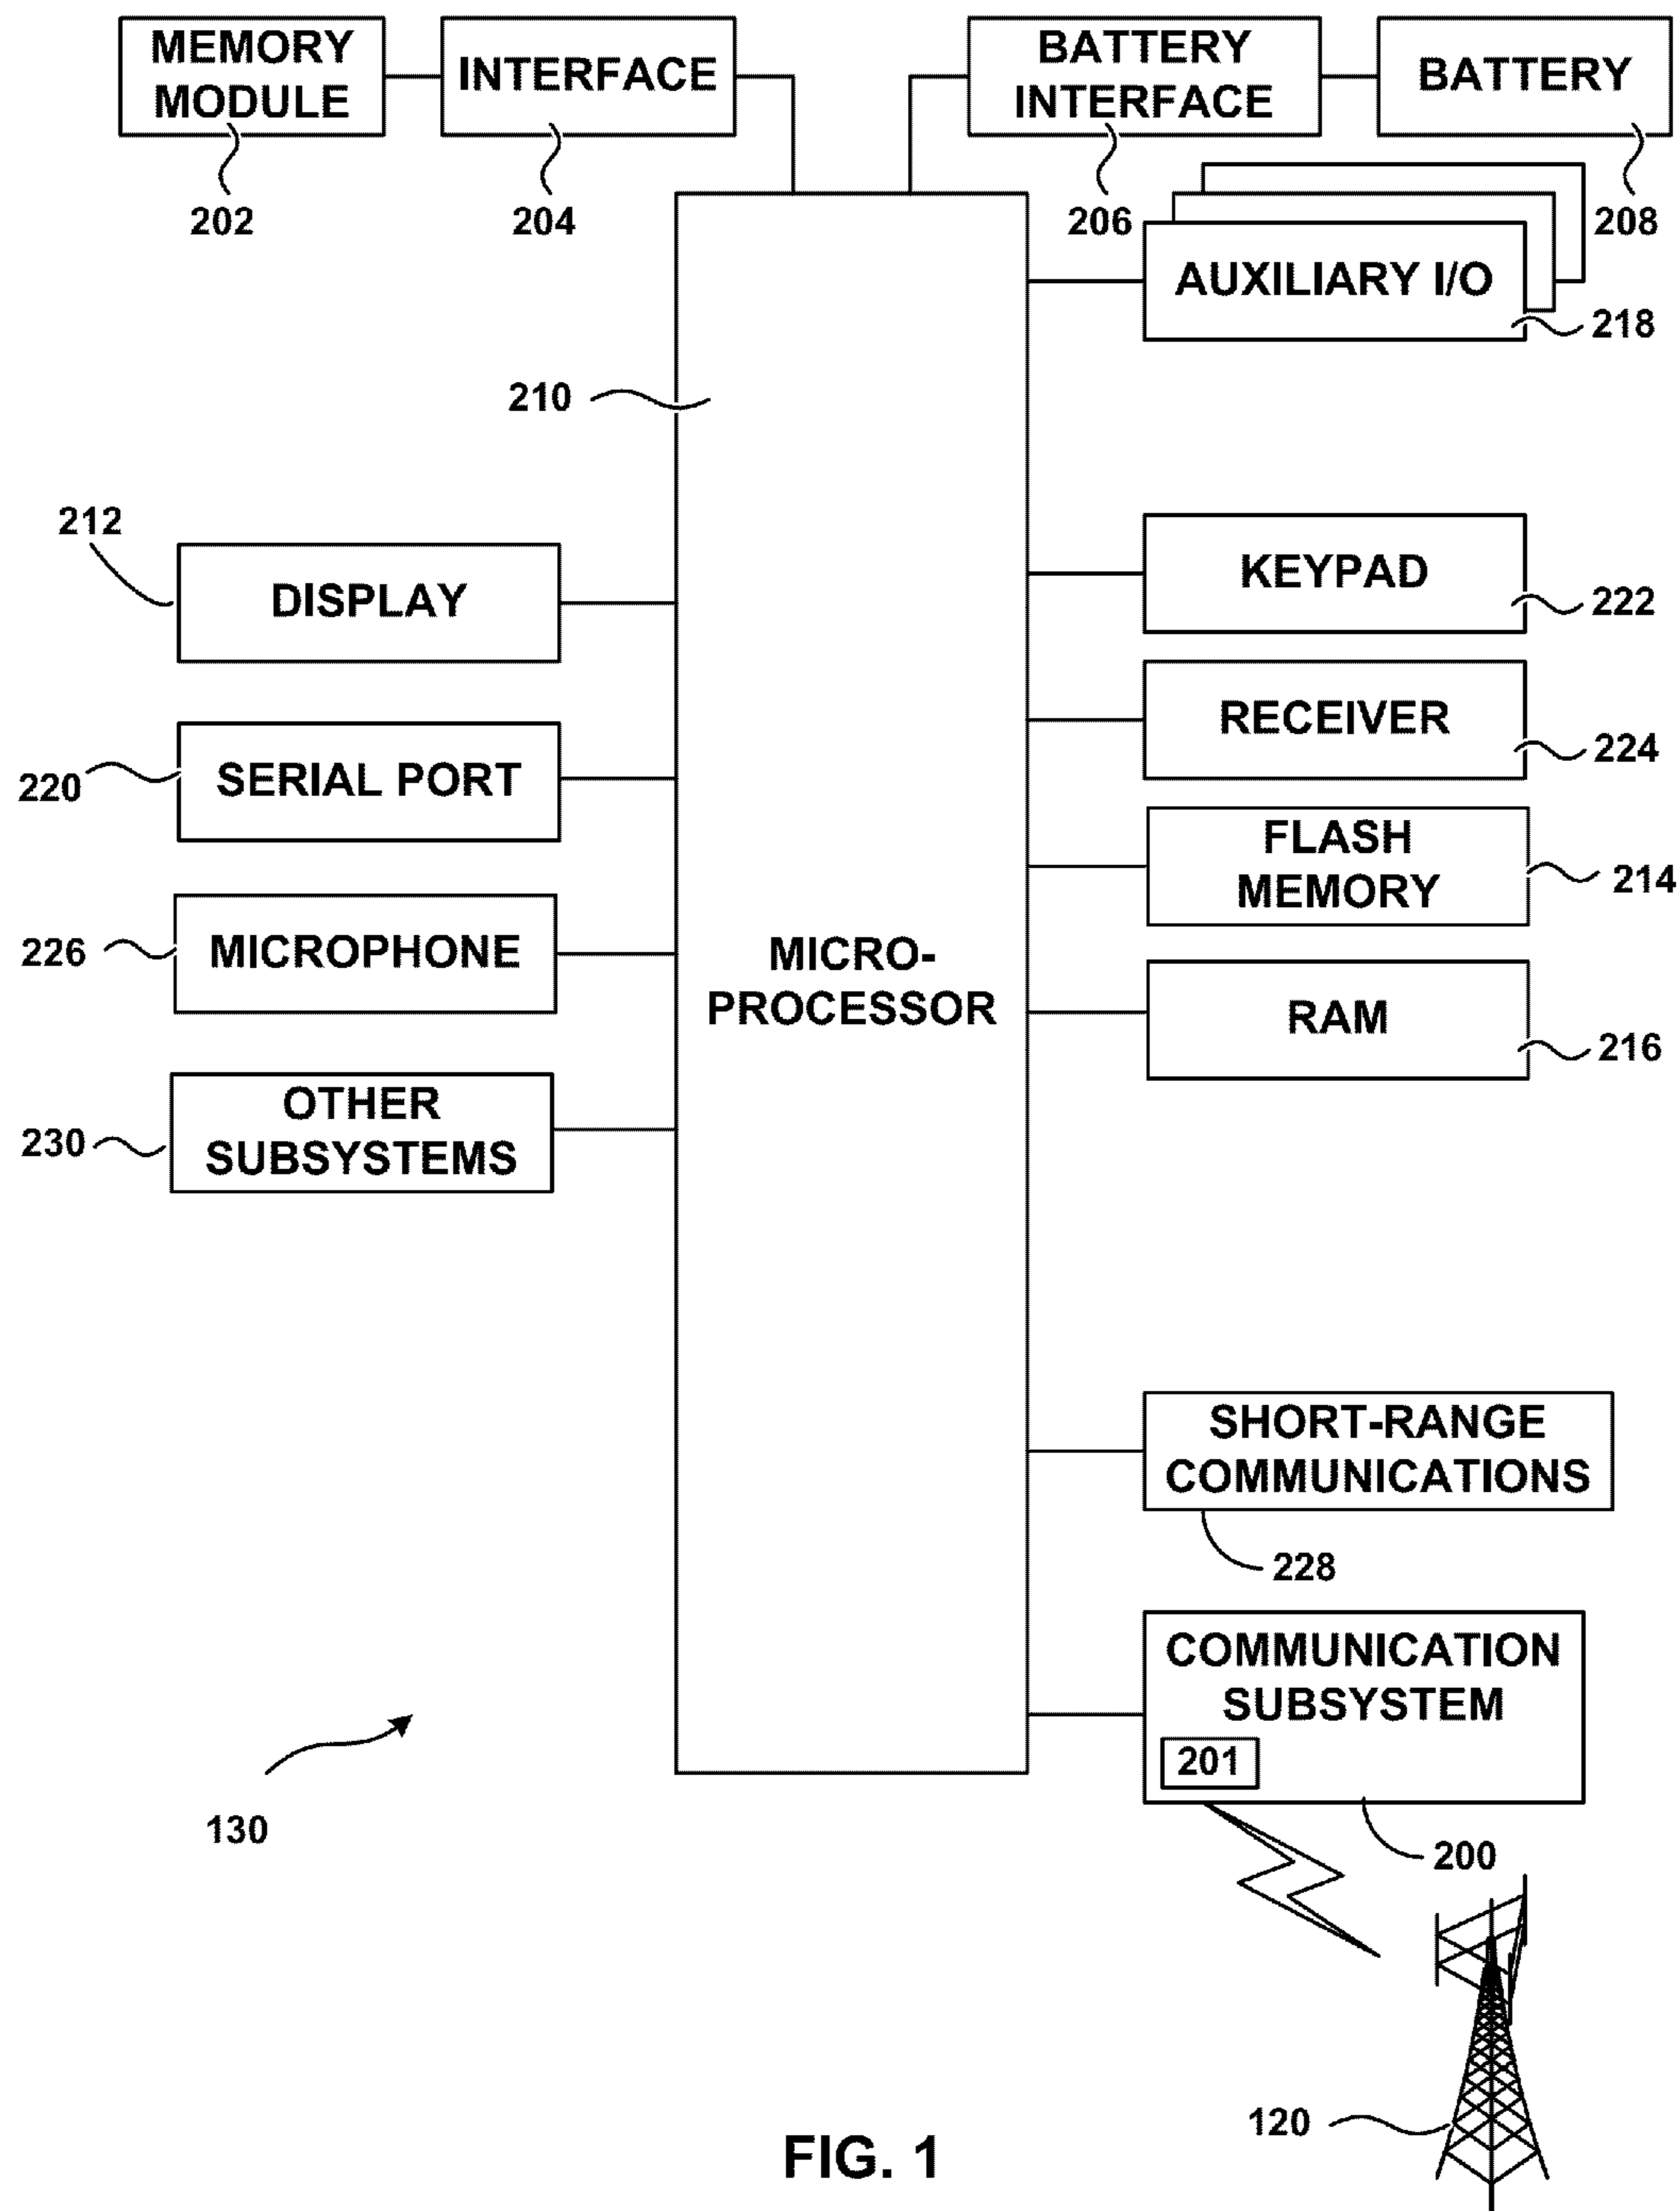 MEMORY
MODULE
INTERFACE
BATTERY
INTERFACE
BATTERY
202
204
206
208
AUXILIARY I/O
218
210
212
DISPLAY
KEYPAD
222
220
SERIAL PORT
RECEIVER
224
FLASH
MEMORY
214
226
MICROPHONE
MICRO-
PROCESSOR
RAM
216
OTHER
SUBSYSTEMS
230
SHORT-RANGE
COMMUNICATIONS
228
COMMUNICATION
SUBSYSTEM
201
130
200
120
FIG. 1